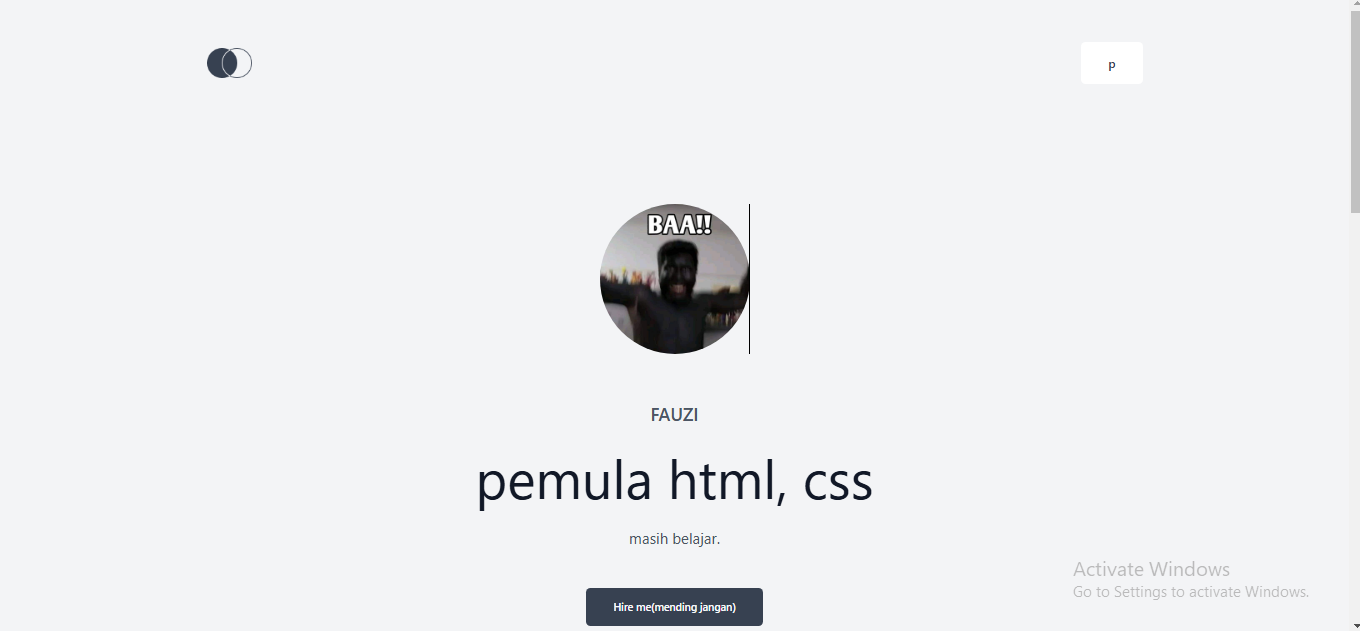 p
BAA!!
FAUZI
pemula html, css
masih belajar.
Hire me(mending jangan)
Activate Windows
Go to Settings to activate Windows.